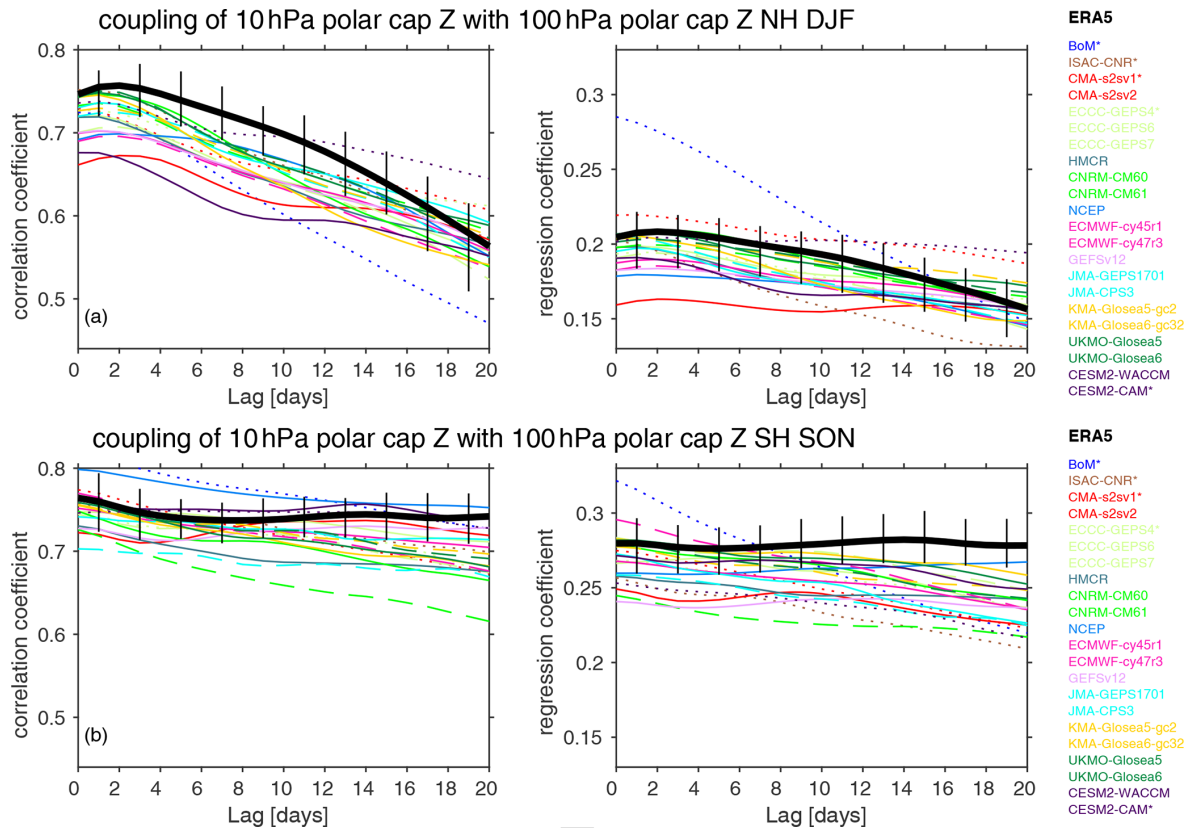 coupling of 10 hPa polar cap Z with 100 hPa polar cap Z NH DJF
ERA5
BoM*
ISAC-CNR*
CMA-s2sv1*
CMA-s2sv2
ECCC-GEPS4*
ECCC-GEPS6
ECCC-GEPS7
HMCR
CNRM-CM60
CNRM-CM61
NCEP
ECMWF-cy45r1
ECMWF-cy47r3
GEFSv12
JMA-GEPS1701
JMA-CPS3
KMA-Glosea5-gc2
KMA-Glosea6-gc32
UKMO-Glosea5
UKMO-Glosea6
CESM2-WACCM
CESM2-CAM*
correlation coefficient
0.8
0.7
0.6
0.5
(a)
0 2 4 6 8 10 12 14 16 18 20
Lag [days]
regression coefficient
0.3
0.25
0.2
0.15
0 2 4 6 8 10 12 14 16 18 20
Lag [days]
coupling of 10 hPa polar cap Z with 100 hPa polar cap Z SH SON
ERA5
BoM*
ISAC-CNR*
CMA-s2sv1*
CMA-s2sv2
ECCC-GEPS4*
ECCC-GEPS6
ECCC-GEPS7
HMCR
CNRM-CM60
CNRM-CM61
NCEP
ECMWF-cy45r1
ECMWF-cy47r3
GEFSv12
JMA-GEPS1701
JMA-CPS3
KMA-Glosea5-gc2
KMA-Glosea6-gc32
UKMO-Glosea5
UKMO-Glosea6
CESM2-WACCM
CESM2-CAM*
correlation coefficient
0.8
0.7
0.6
0.5
(b)
0 2 4 6 8 10 12 14 16 18 20
Lag [days]
regression coefficient
0.3
0.25
0.2
0.15
0 2 4 6 8 10 12 14 16 18 20
Lag [days]